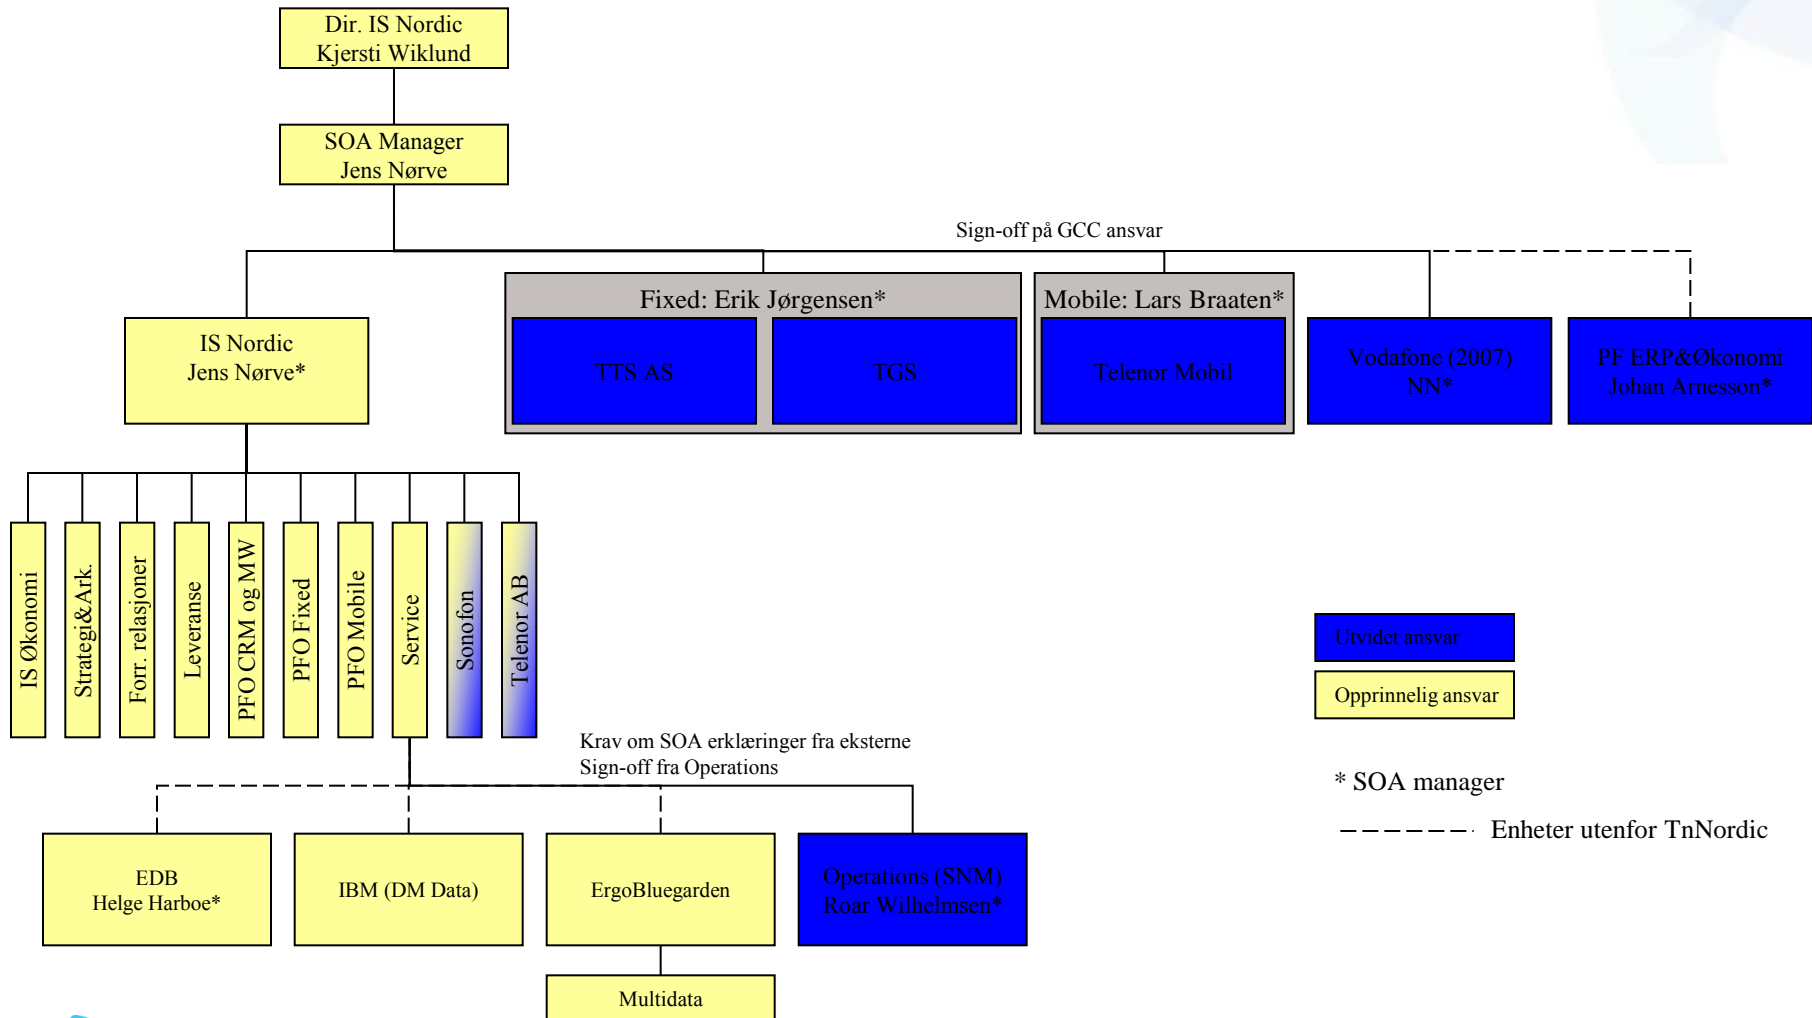 Dir. IS Nordic
Kjersti Wiklund
SOA Manager
Jens Nørve
Sign-off på GCC ansvar
Fixed: Erik Jørgensen*
Mobile: Lars Braaten*
IS Nordic
Jens Nørve*
TTS AS
TGS
Telenor Mobil
Vodafone (2007)
NN*
PF ERP&Økonomi
Johan Arnesson*
IS Økonomi
Strategi&Ark.
Forr. relasjoner
Leveranse
PFO CRM og MW
PFO Fixed
PFO Mobile
Service
Sonofon
Telenor AB
Utvidet ansvar
Opprinnelig ansvar
Krav om SOA erklæringer fra eksterne
Sign-off fra Operations
* SOA manager
Enheter utenfor TnNordic
EDB
Helge Harboe*
IBM (DM Data)
ErgoBluegarden
Operations (SNM)
Roar Wilhelmsen*
Multidata